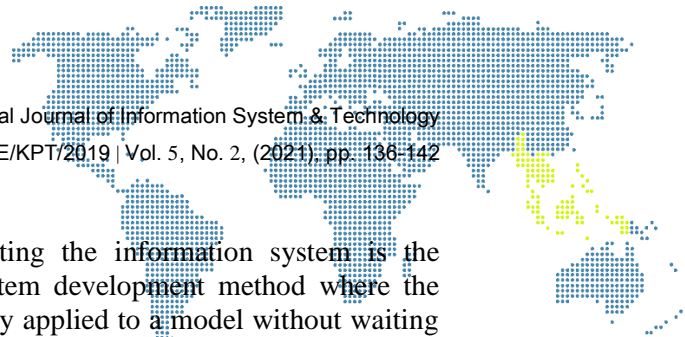 al Journal of Information System & Technology
E/KPT/2019 | Vol. 5, No. 2, (2021), pp. 136-142
ting the information system is the
tem development method where the
y applied to a model without waiting